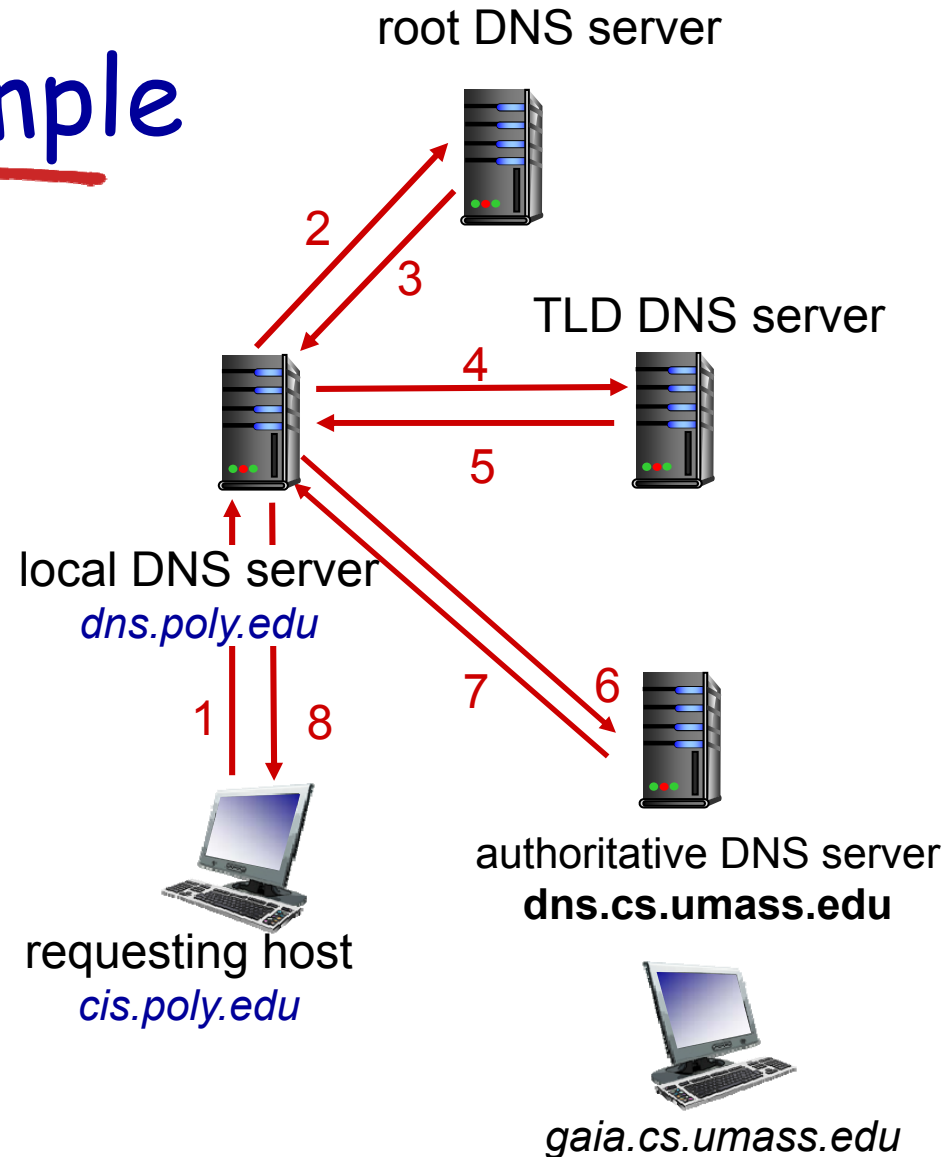 root DNS server
2
3
TLD DNS server
4
5
local DNS server
dns.poly.edu
1
8
7
6
authoritative DNS server
dns.cs.umass.edu
requesting host
cis.poly.edu
gaia.cs.umass.edu